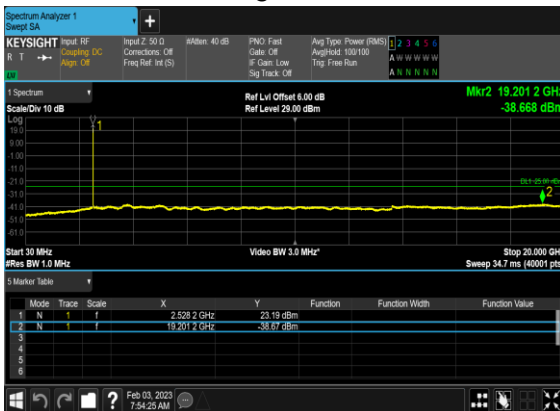 Spectrum Analyzer 1
Swept SA
KEYSIGHT Input: RF Input Z: 50 Ω #Atten: 40 dB PNO: Fast Avg Type: Power (RMS) 1 2 3 4 5 6
R T Coupling: DC Corrections: Off Gate: Off Avg|Hold: 100/100 A W W W W W
Align: Off Freq Ref: Int (S) IF Gain: Low Trig: Free Run
LV Sig Track: Off A N N N N N
1 Spectrum Ref Lvl Offset 6.00 dB Mkr2 19.201 2 GHz
Scale/Div 10 dB Ref Level 29.00 dBm -38.668 dBm
Log
19.0 1
9.00
-1.00
-11.0
-21.0 DL1 -25.00 dBm
-31.0 2
-41.0
-51.0
-61.0
Start 30 MHz Video BW 3.0 MHz* Stop 20.000 GHz
#Res BW 1.0 MHz Sweep 34.7 ms (40001 pts)
5 Marker Table
Mode Trace Scale X Y Function Function Width Function Value
1 N 1 f 2.528 2 GHz 23.19 dBm
2 N 1 f 19.201 2 GHz -38.67 dBm
3
4
5
6
? Feb 03, 2023
7:54:25 AM